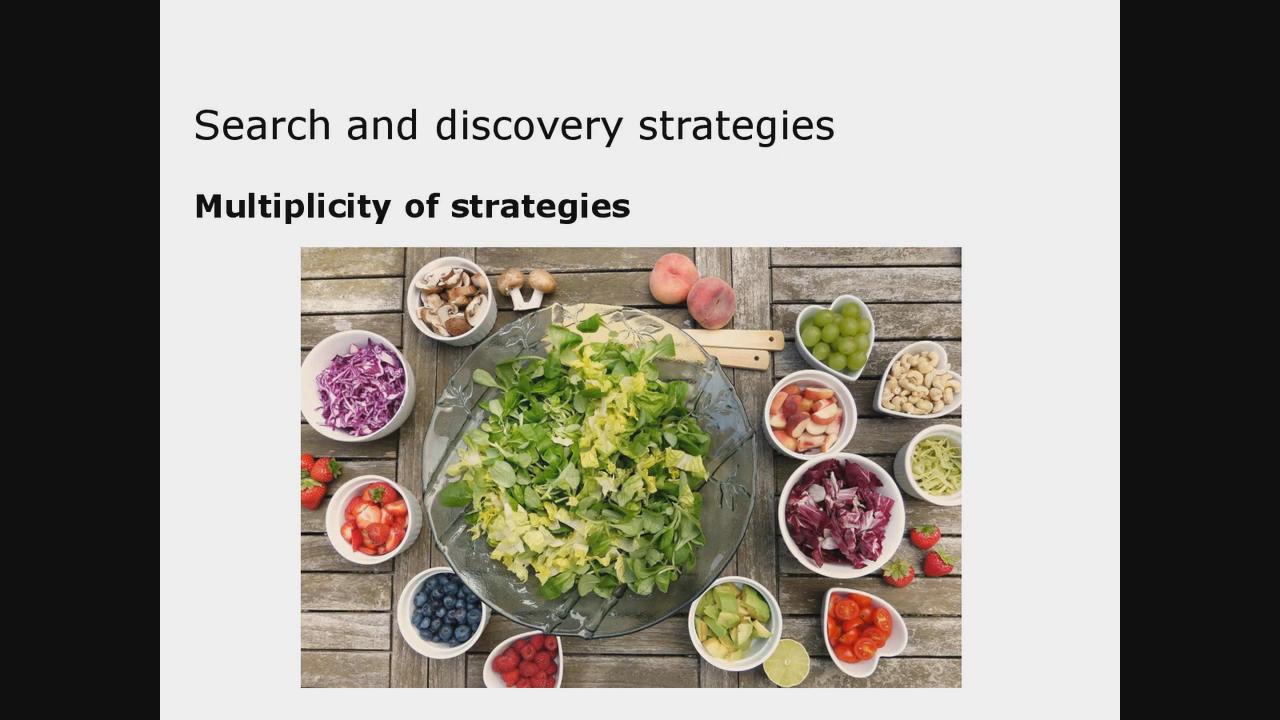 Search and discovery strategies
Multiplicity of strategies